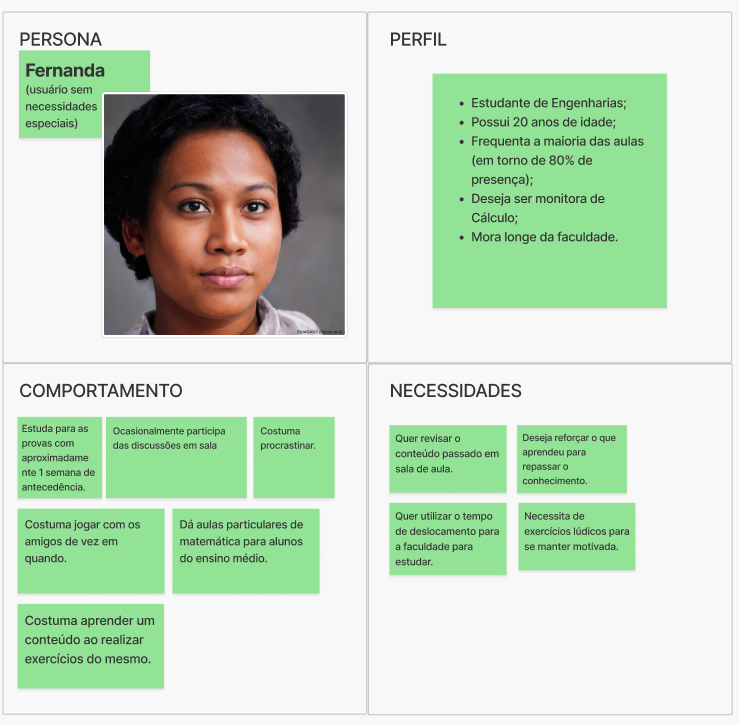 PERSONA
Fernanda
(usuário sem
necessidades
especiais)
PERFIL
• Estudante de Engenharias;
• Possui 20 anos de idade;
• Frequenta a maioria das aulas
(em torno de 80% de
presença);
• Deseja ser monitora de
Cálculo;
• Mora longe da faculdade.
COMPORTAMENTO
Estuda para as
provas com
aproximadame
nte 1 semana de
antecedência.
Ocasionalmente participa
das discussões em sala
Costuma
procrastinar.
Costuma jogar com os
amigos de vez em
quando.
Dá aulas particulares de
matemática para alunos
do ensino médio.
Costuma aprender um
conteúdo ao realizar
exercícios do mesmo.
NECESSIDADES
Quer revisar o
conteúdo passado em
sala de aula.
Deseja reforçar o que
aprendeu para
repassar o
conhecimento.
Quer utilizar o tempo
de deslocamento para
a faculdade para
estudar.
Necessita de
exercícios lúdicos para
se manter motivada.